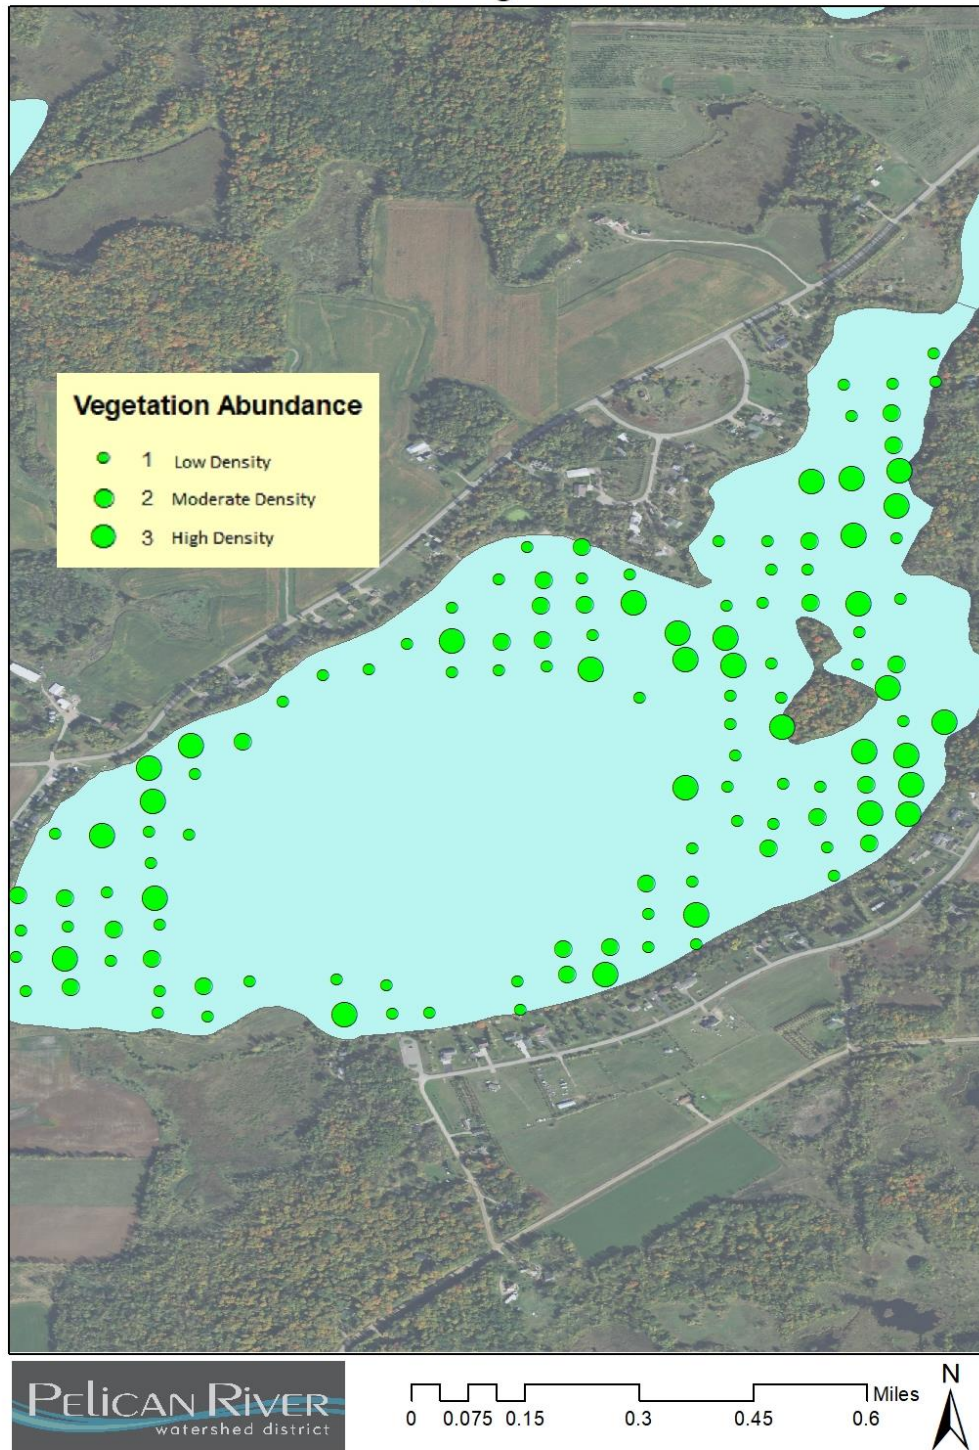 Vegetation Abundance
1 Low Density
2 Moderate Density
3 High Density
PELICAN RIVER
watershed district
Miles
0 0.075 0.15 0.3 0.45 0.6
N